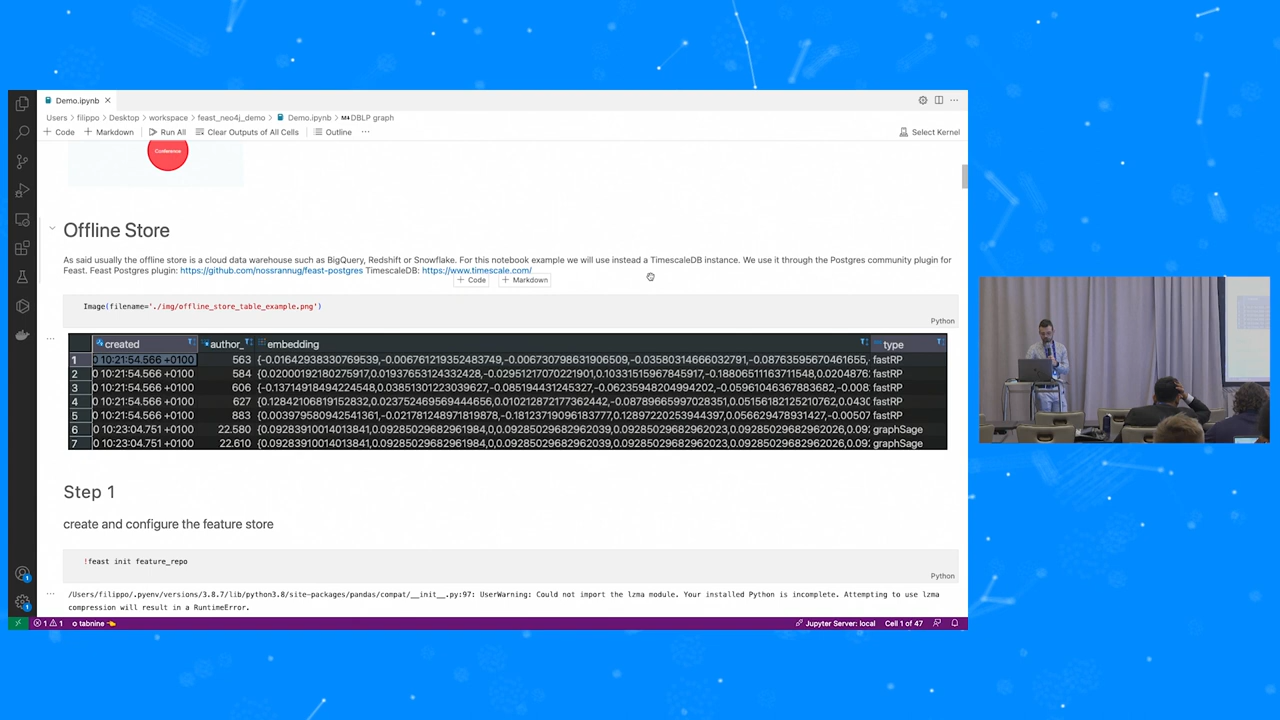 Demo.ipynb
Users > filippo > Desktop > workspace > feast_neo4j_demo > Demo.ipynb > DBLP graph
Code Markdown Run All Clear Outputs of All Cells Outline ... Select Kernel
Conference
Offline Store
As said usually the offline store is a cloud data warehouse such as BigQuery, Redshift or Snowflake. For this notebook example we will use instead a TimescaleDB instance. We use it through the Postgres community plugin for
Feast. Feast Postgres plugin: https://github.com/nossrannug/feast-postgres TimescaleDB: https://www.timescale.com/
+ Code + Markdown
Image(filename='./img/offline_store_table_example.png')
Python
created author_ embedding type
1 0 10:21:54.566 +0100 563 {-0.01642938330769539,-0.006761219352483749,-0.006730798631906509,-0.03580314666032791,-0.08763595670461655, fastRP
2 0 10:21:54.566 +0100 584 {0.02000192180275917,0.01937653124332428,-0.02951217070221901,0.1033151595158577,-0.18806511163711548,0.0204876 fastRP
3 0 10:21:54.566 +0100 606 {-0.13714918494224548,0.03851301223039627,-0.085194431245327,-0.06235948204994202,-0.05961046367883682,-0.008 fastRP
4 0 10:21:54.566 +0100 627 {0.12842106819152832,0.023752469569444656,0.010212872177362442,-0.0878966599702835 1,0.05156182125210762,0.0430 fastRP
5 0 10:21:54.566 +0100 883 {0.003979580942541361,-0.021781248971819878,-0.18123719096183777,0.12897220253944397,0.056629478931427,-0.00507 fastRP
6 0 10:23:04.751 +0100 22.580 {0.09283910014013841,0.09285029682961984,0.09285029682962039,0.09285029682962023,0.09285029682962026,0.09 graphSage
7 0 10:23:04.751 +0100 22.610 {0.09283910014013841,0.09285029682961984,0.0928502968296203,0.09285029682962023,0.09285029682962026,0.09 graphSage
Step 1
create and configure the feature store
!feast init feature_repo
Python
/Users/filippo/.pyenv/versions/3.8.7/lib/python3.8/site-packages/pandas/compat/__init__.py:97: UserWarning: Could not import the lzma module. Your installed Python is incomplete. Attempting to use lzma
compression will result in a RuntimeError.
1 1 tabnine Jupyter Server: local Cell 1 of 47